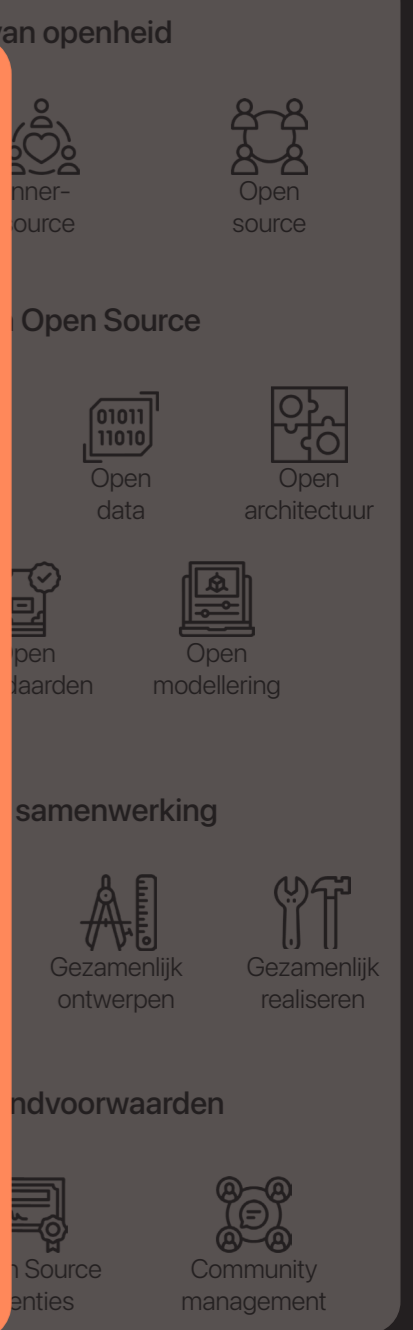 van openheid
nner-
ource
Open
source
Open Source
01011
11010
Open
data
Open
architectuur
pen
daarden
Open
modellering
samenwerking
Gezamenlijk
ontwerpen
Gezamenlijk
realiseren
ndvoorwaarden
n Source
enties
Community
management